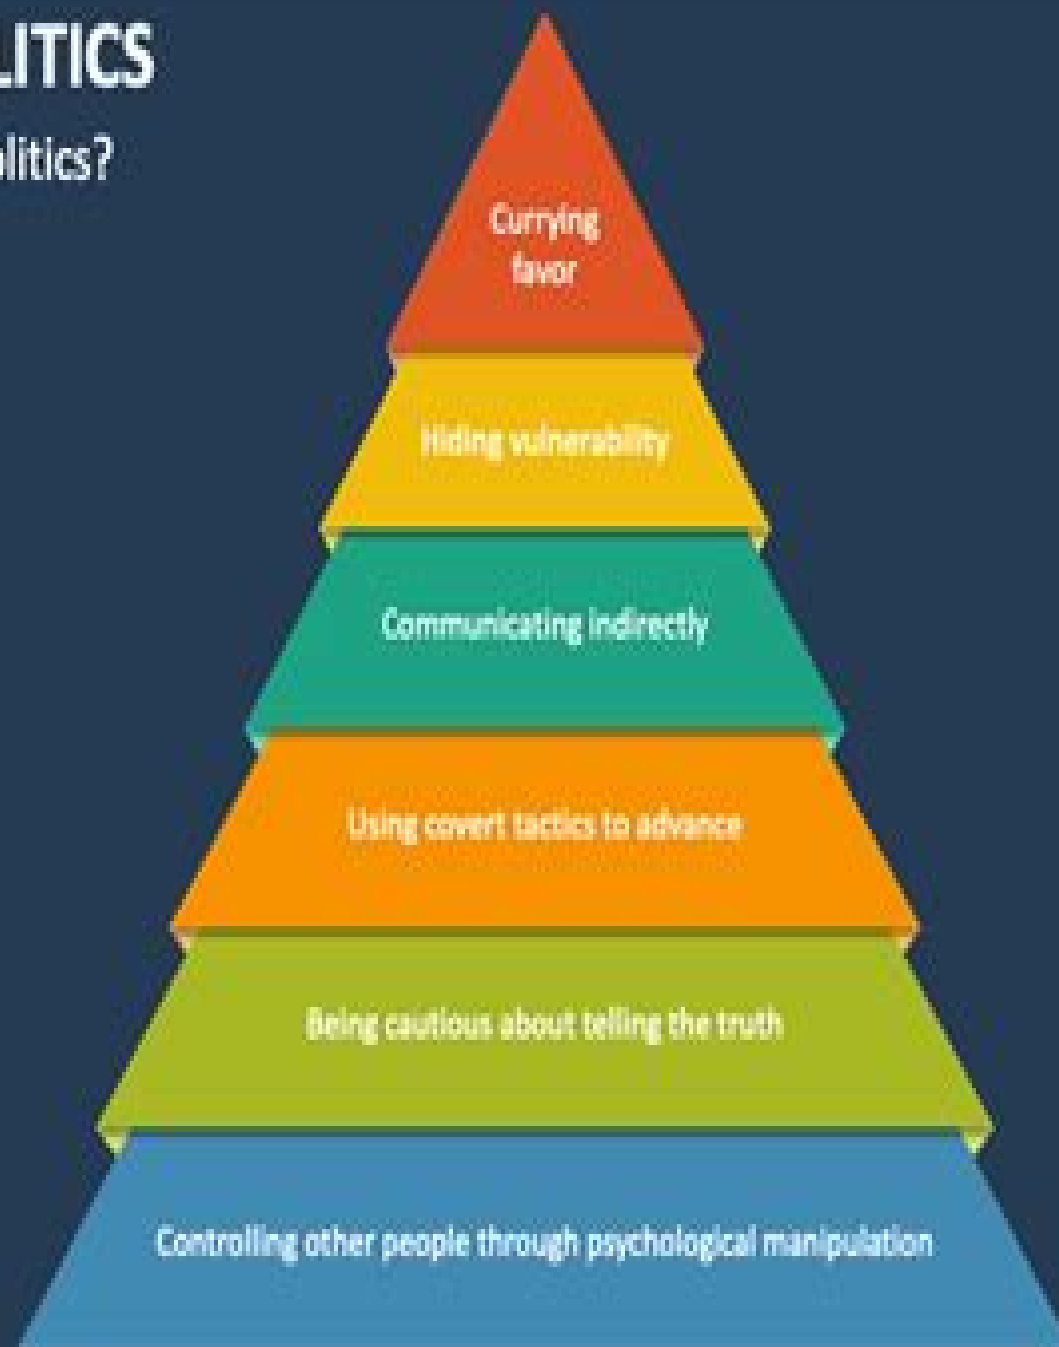 LITICS
olitics?
Currying
favor
Hiding vulnerability
Communicating indirectly
Using covert tactics to advance
Being cautious about telling the truth
Controlling other people through psychological manipulation